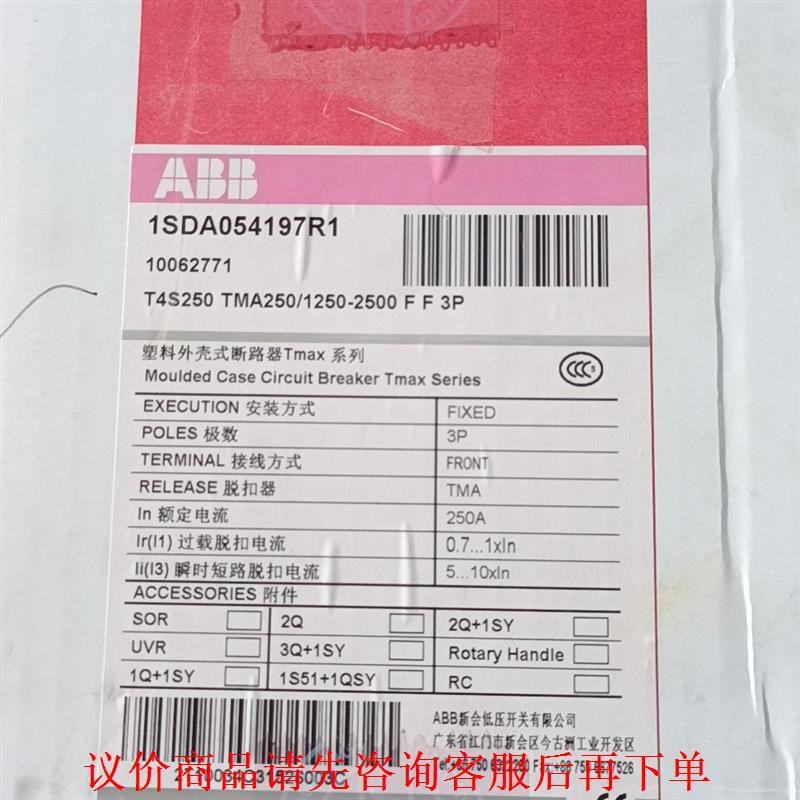 ABB
1SDA054197R1
10062771
T4S250 TMA250/1250-2500 F F 3P
塑料外壳式断路器Tmax 系列
Moulded Case Circuit Breaker Tmax Series
CCC S
EXECUTION 安装方式 FIXED
POLES 极数 3P
TERMINAL 接线方式 FRONT
RELEASE 脱扣器 TMA
In 额定电流 250A
Ir(I1) 过载脱扣电流 0.7...1xIn
Ii(I3) 瞬时短路脱扣电流 5...10xIn
ACCESSORIES 附件
SOR 2Q 2Q+1SY
UVR 3Q+1SY Rotary Handle
1Q+1SY 1S51+1QSY RC
ABB新会低压开关有限公司
广东省江门市新会区今古洲工业开发区
议价商品请先咨询客服后再下单